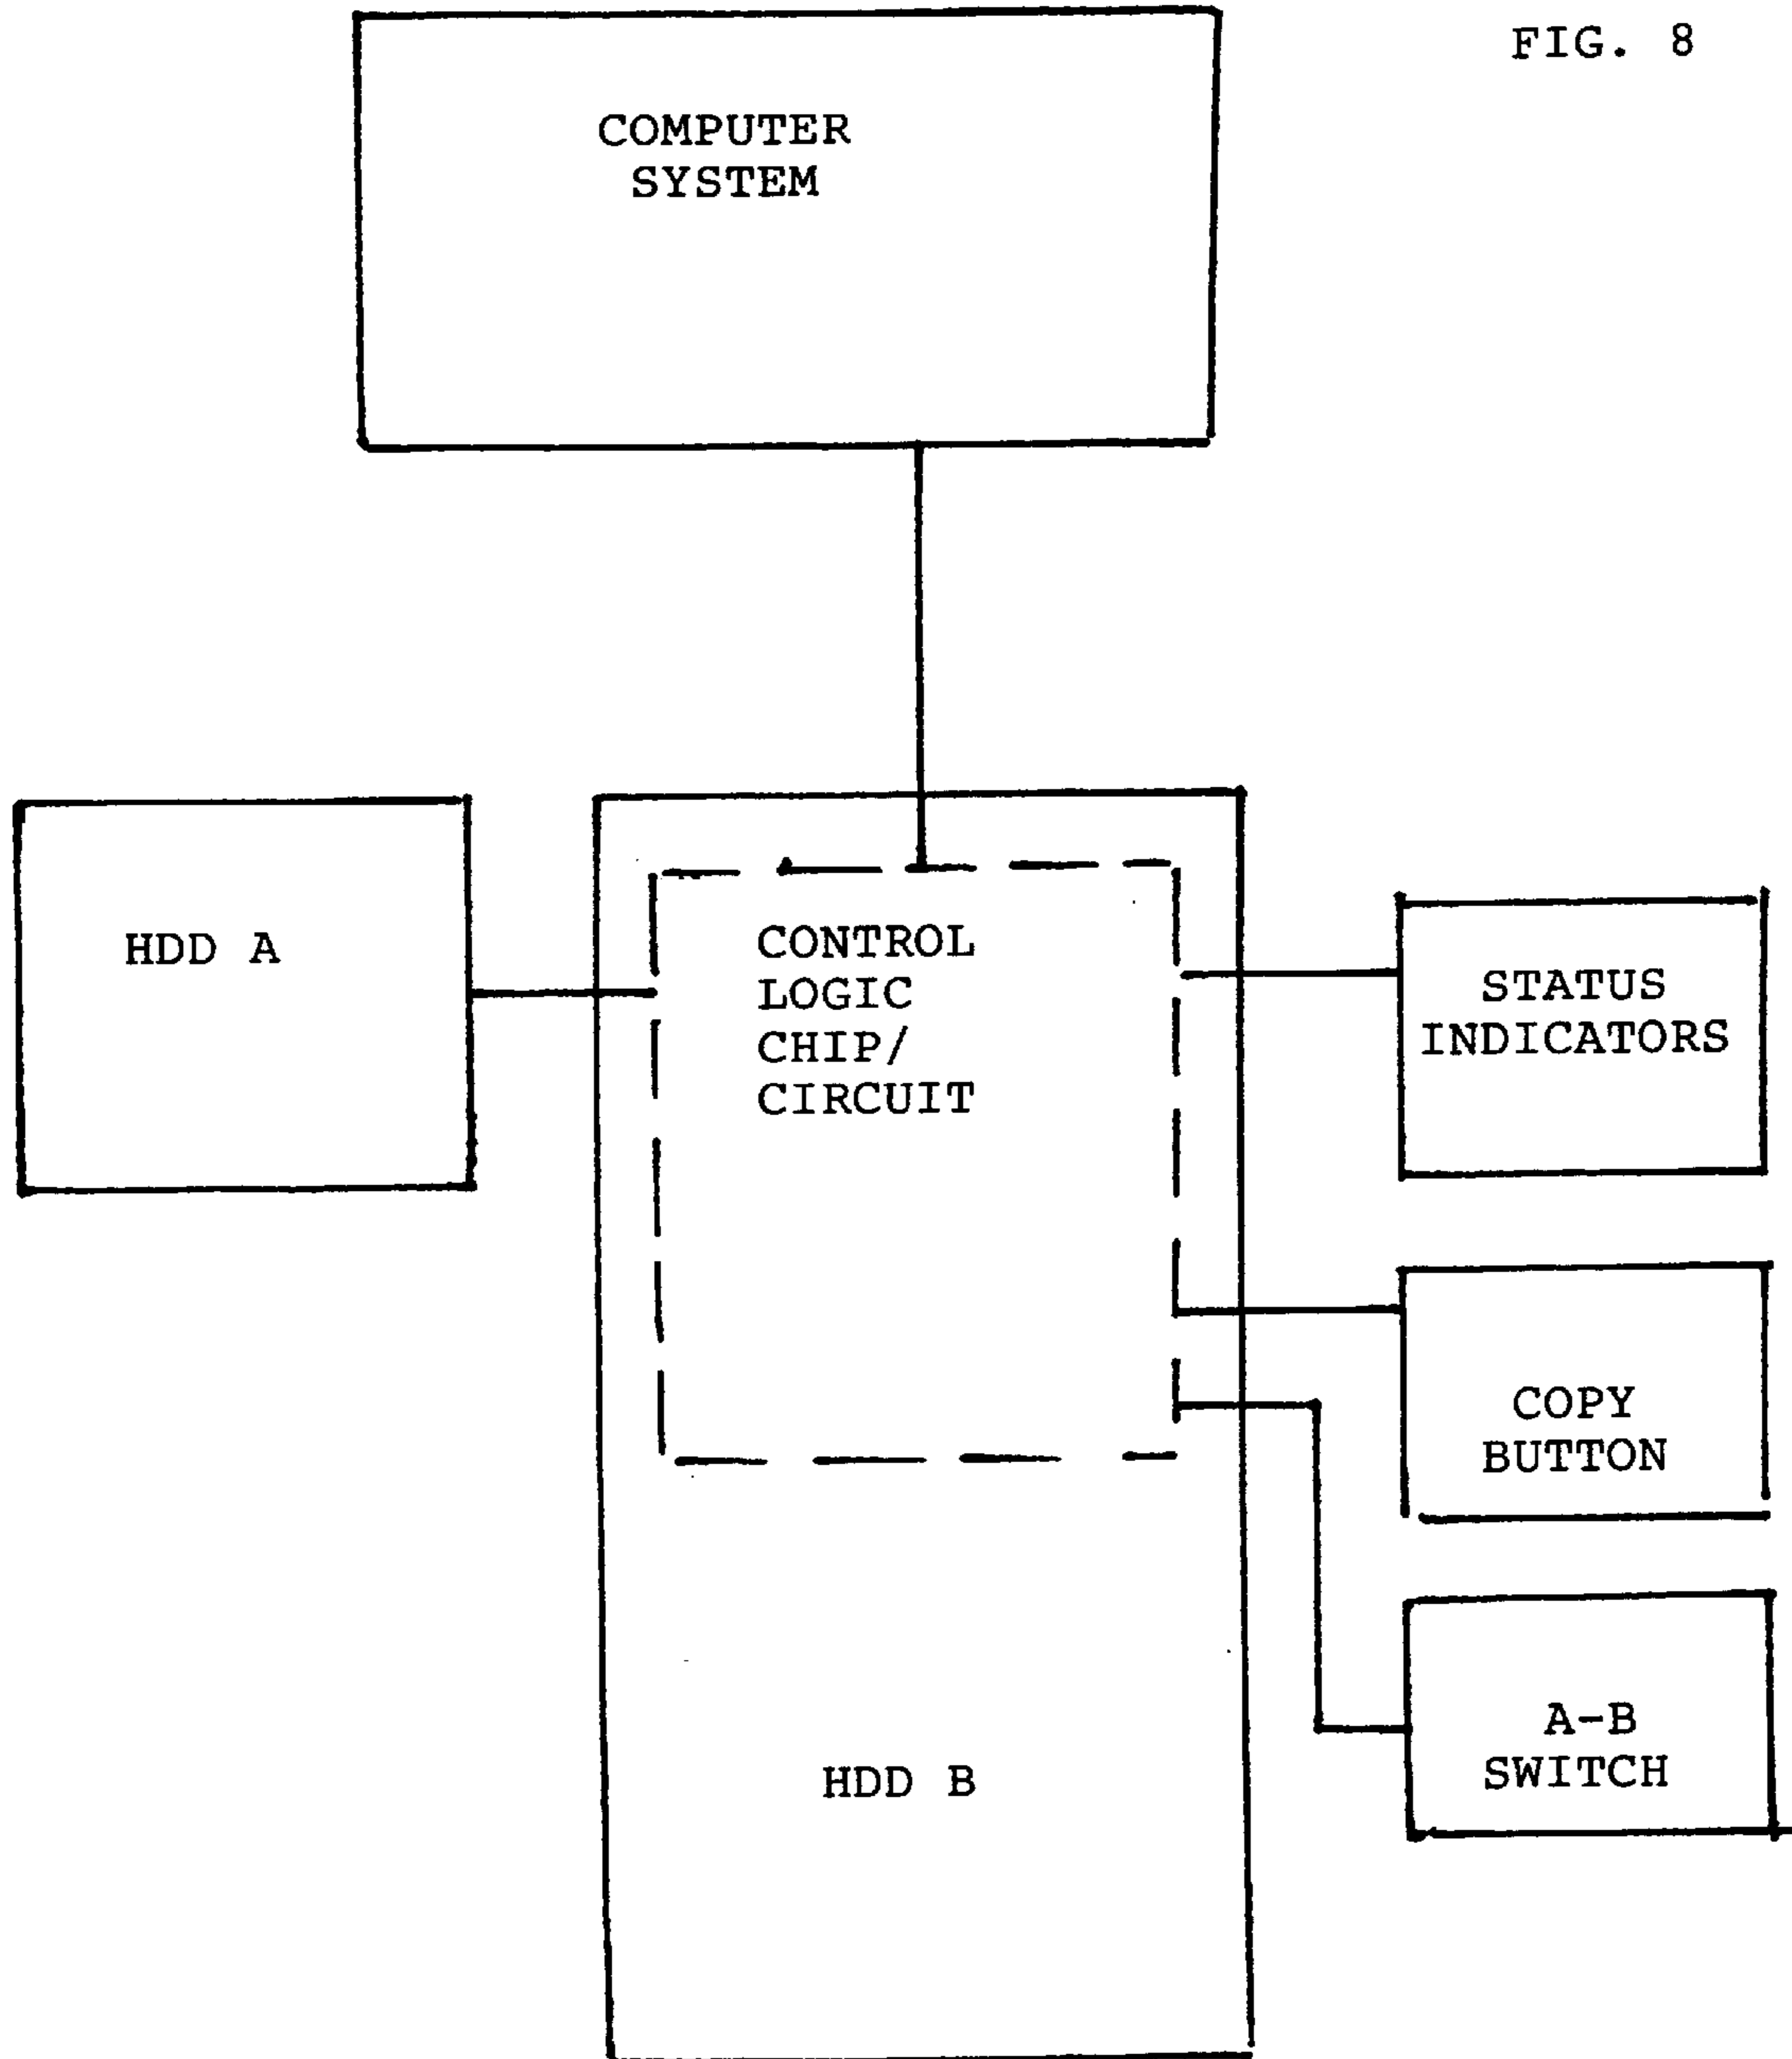 FIG. 8
COMPUTER
SYSTEM
HDD A
CONTROL
LOGIC
CHIP/
CIRCUIT
STATUS
INDICATORS
COPY
BUTTON
A-B
SWITCH
HDD B